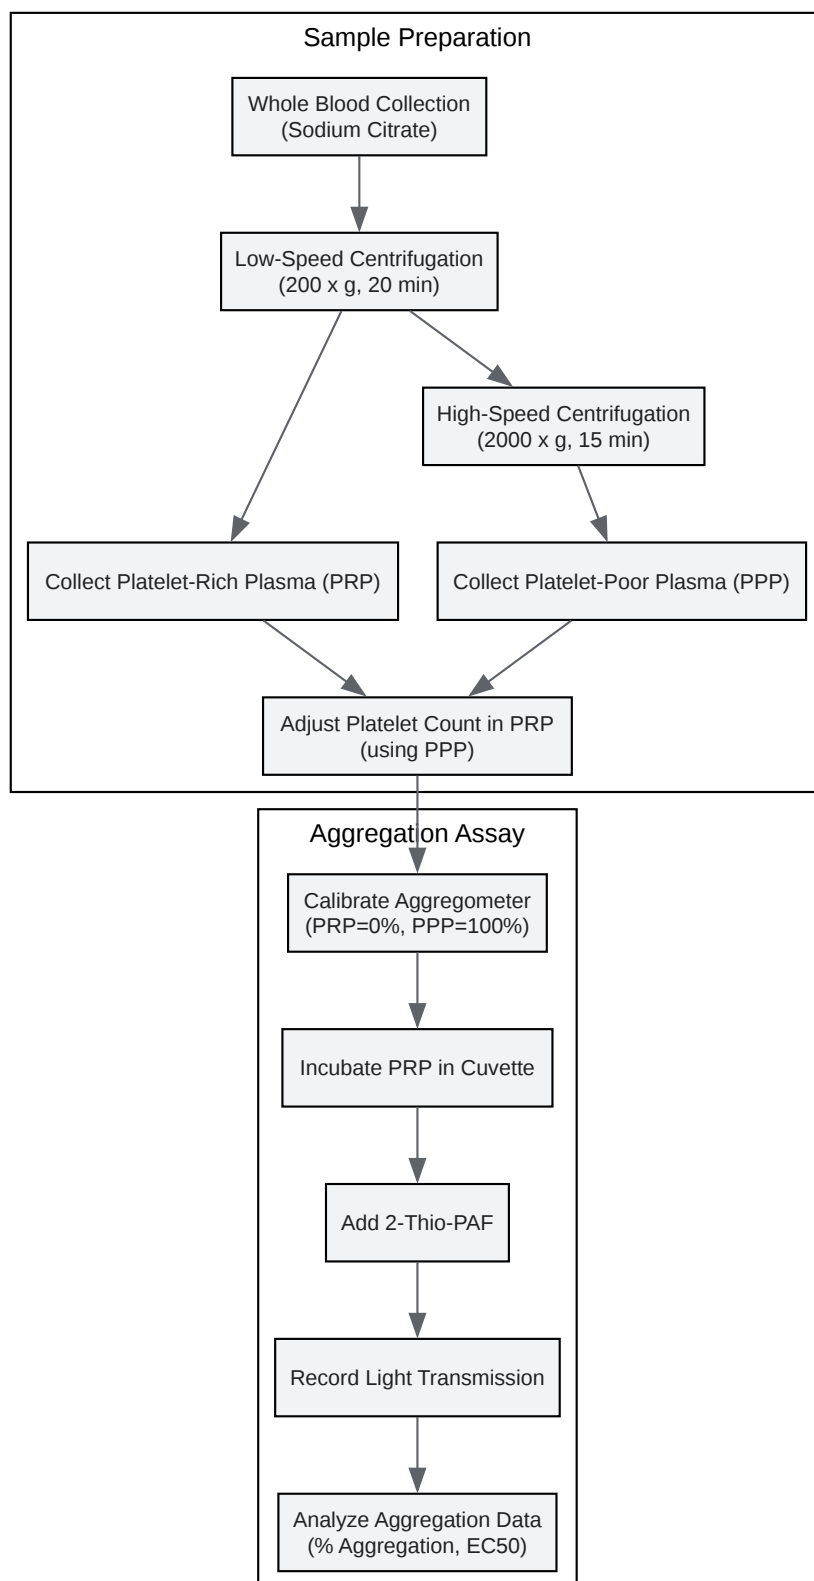 Sample Preparation
Whole Blood Collection
(Sodium Citrate)
Low-Speed Centrifugation
(200 x g, 20 min)
High-Speed Centrifugation
(2000 x g, 15 min)
Collect Platelet-Rich Plasma (PRP)
Collect Platelet-Poor Plasma (PPP)
Adjust Platelet Count in PRP
(using PPP)
Aggregation Assay
Calibrate Aggregometer
(PRP=0%, PPP=100%)
Incubate PRP in Cuvette
Add 2-Thio-PAF
Record Light Transmission
Analyze Aggregation Data
(% Aggregation, EC50)